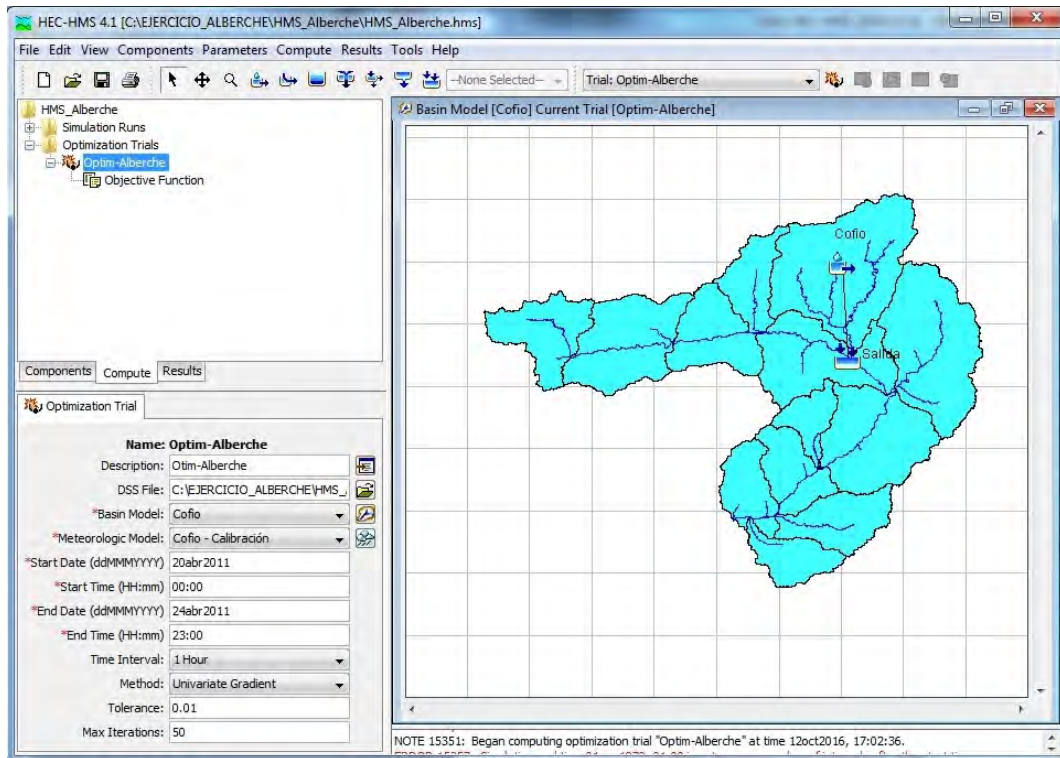 HEC-HMS 4.1 [C:\EJERCICIO_ALBERCHE\HMS_Alberche\HMS_Alberche.hms]
File Edit View Components Parameters Compute Results Tools Help
--None Selected-- Trial: Optim-Alberche
HMS_Alberche
Simulation Runs
Optimization Trials
Optim-Alberche
Objective Function
Components Compute Results
Optimization Trial
Name: Optim-Alberche
Description: Otim-Alberche
DSS File: C:\EJERCICIO_ALBERCHE\HMS_
*Basin Model: Cofio
*Meteorologic Model: Cofio - Calibración
*Start Date (ddMMMYYYY) 20abr2011
*Start Time (HH:mm) 00:00
*End Date (ddMMMYYYY) 24abr2011
*End Time (HH:mm) 23:00
Time Interval: 1 Hour
Method: Univariate Gradient
Tolerance: 0.01
Max Iterations: 50
Basin Model [Cofio] Current Trial [Optim-Alberche]
Cofio
Salida
NOTE 15351: Began computing optimization trial "Optim-Alberche" at time 12oct2016, 17:02:36.